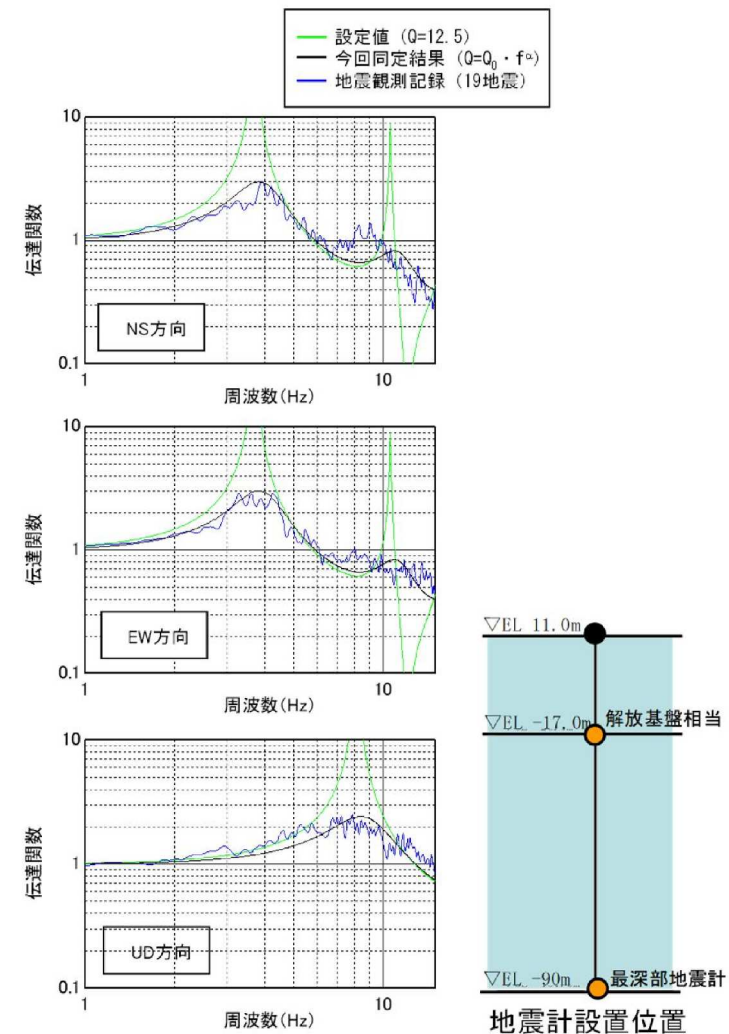 設定値 (Q=12.5)
今回同定結果 (Q=Q₀・fα)
地震観測記録 (19地震)
10
1
0.1
伝達関数
NS方向
1
10
周波数(Hz)
10
1
0.1
伝達関数
EW方向
1
10
周波数(Hz)
10
1
0.1
伝達関数
UD方向
1
10
周波数(Hz)
▽EL 11.0m
▽EL -17.0m 解放基盤相当
▽EL -90m 最深部地震計
地震計設置位置